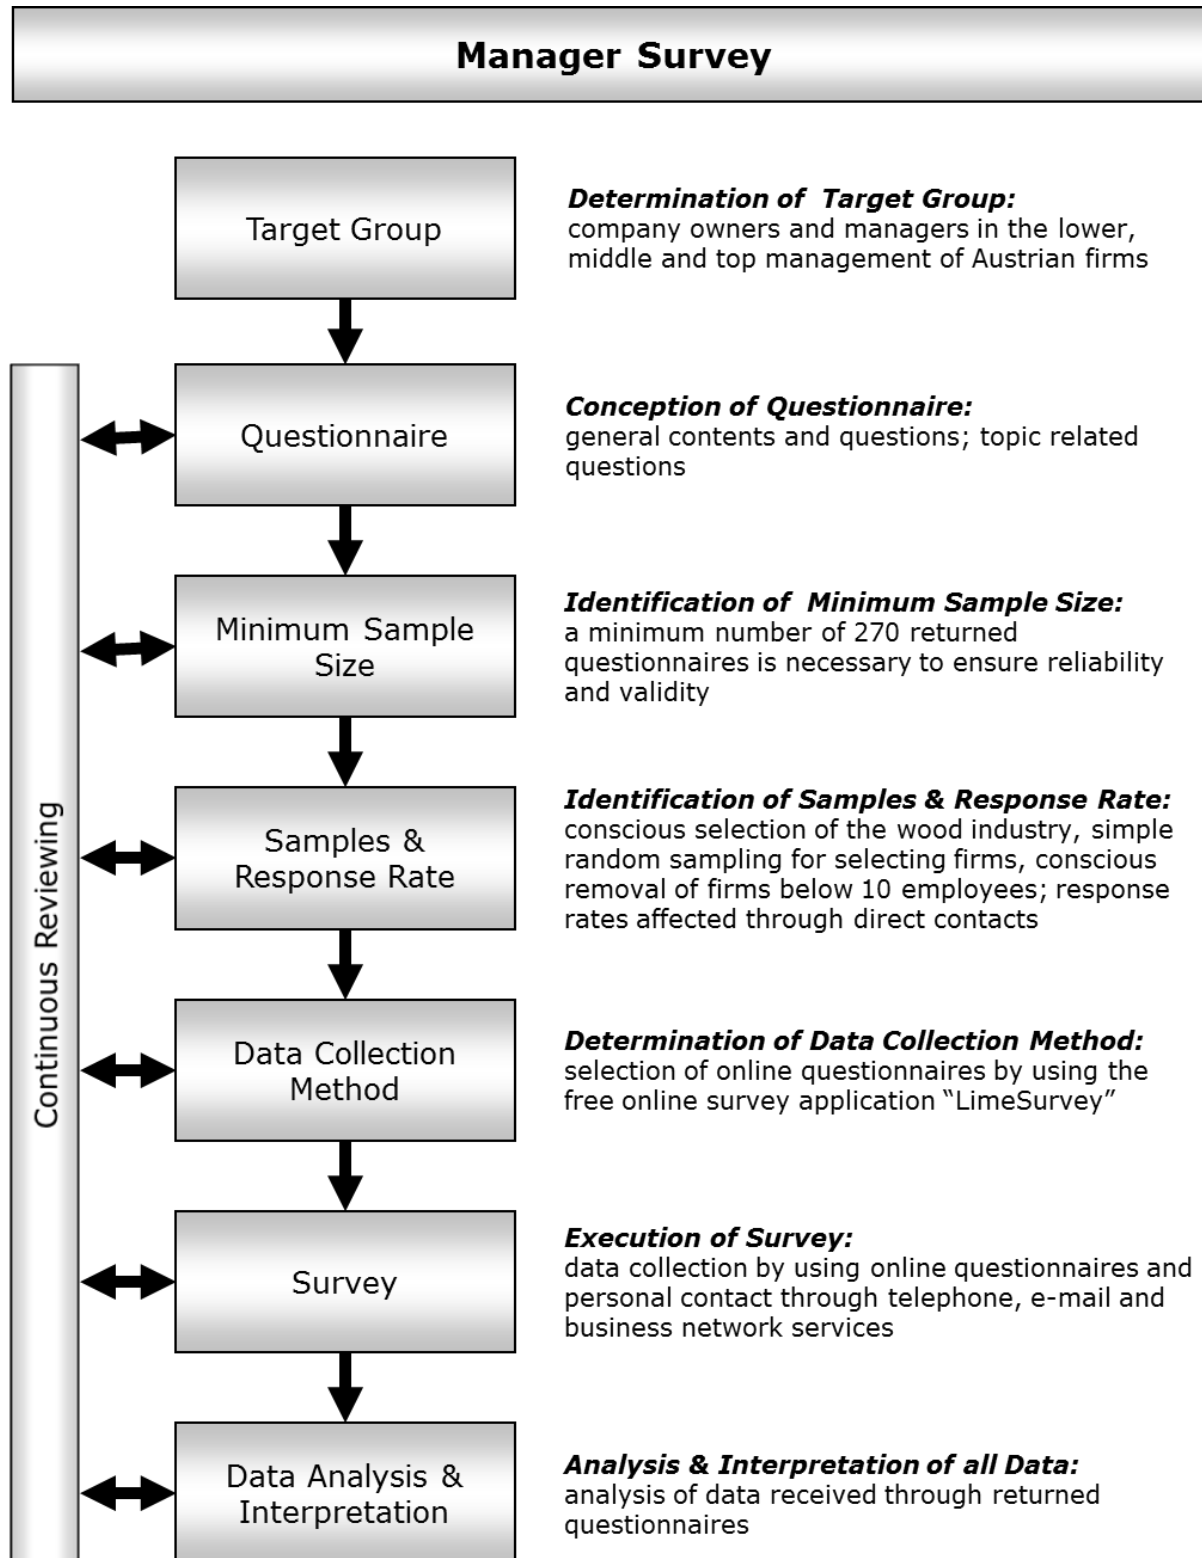 Manager Survey
Target Group
Determination of Target Group:
company owners and managers in the lower,
middle and top management of Austrian firms
Continuous Reviewing
Questionnaire
Conception of Questionnaire:
general contents and questions; topic related
questions
Minimum Sample
Size
Identification of Minimum Sample Size:
a minimum number of 270 returned
questionnaires is necessary to ensure reliability
and validity
Samples &
Response Rate
Identification of Samples & Response Rate:
conscious selection of the wood industry, simple
random sampling for selecting firms, conscious
removal of firms below 10 employees; response
rates affected through direct contacts
Data Collection
Method
Determination of Data Collection Method:
selection of online questionnaires by using the
free online survey application “LimeSurvey”
Survey
Execution of Survey:
data collection by using online questionnaires and
personal contact through telephone, e-mail and
business network services
Data Analysis &
Interpretation
Analysis & Interpretation of all Data:
analysis of data received through returned
questionnaires